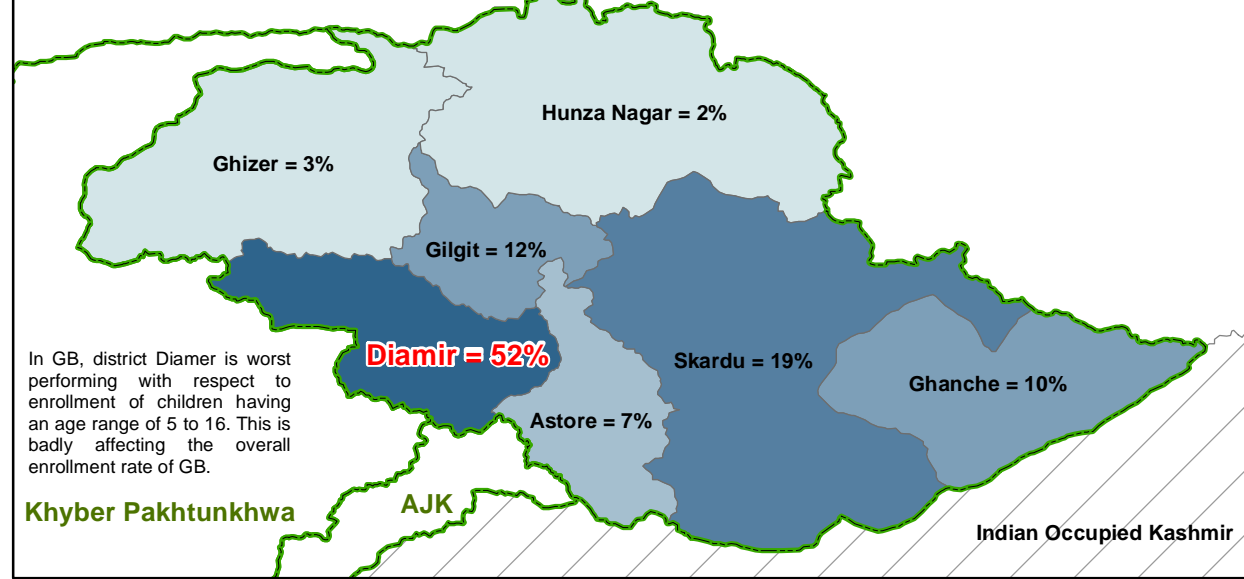 Hunza Nagar = 2%
Ghizer = 3%
Gilgit = 12%
Diamir = 52%
Skardu = 19%
Ghanche = 10%
Astore = 7%
In GB, district Diamer is worst
performing with respect to
enrollment of children having
an age range of 5 to 16. This is
badly affecting the overall
enrollment rate of GB.
Khyber Pakhtunkhwa
AJK
Indian Occupied Kashmir